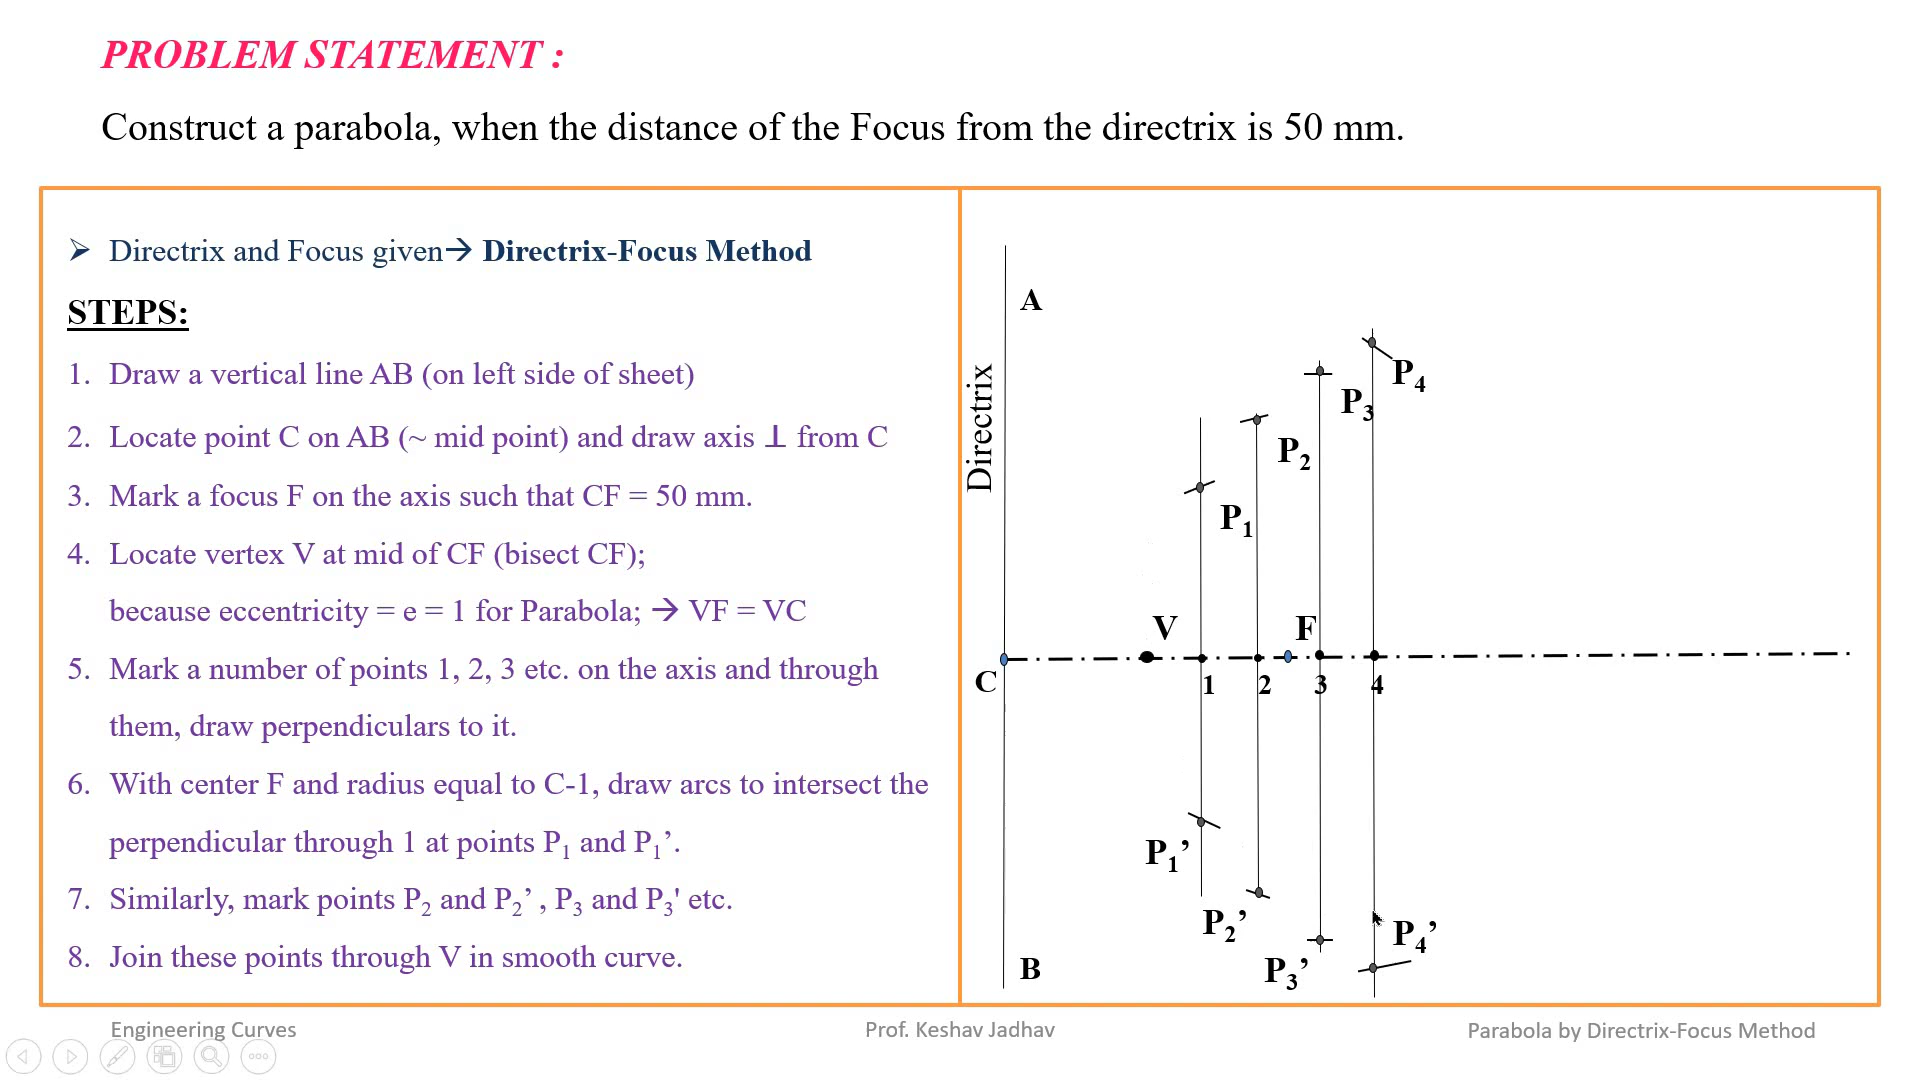 PROBLEM STATEMENT :
Construct a parabola, when the distance of the Focus from the directrix is 50 mm.
➢ Directrix and Focus given→ Directrix-Focus Method
STEPS:
1. Draw a vertical line AB (on left side of sheet)
2. Locate point C on AB (~ mid point) and draw axis ⊥ from C
3. Mark a focus F on the axis such that CF = 50 mm.
4. Locate vertex V at mid of CF (bisect CF);
because eccentricity = e = 1 for Parabola; → VF = VC
5. Mark a number of points 1, 2, 3 etc. on the axis and through
them, draw perpendiculars to it.
6. With center F and radius equal to C-1, draw arcs to intersect the
perpendicular through 1 at points P₁ and P₁’.
7. Similarly, mark points P₂ and P₂’ , P₃ and P₃' etc.
8. Join these points through V in smooth curve.
A
Directrix
P₄
P₃
P₂
P₁
V
F
C
1
2
3
4
P₁’
P₂’
P₄’
B
P₃’
Engineering Curves
Prof. Keshav Jadhav
Parabola by Directrix-Focus Method